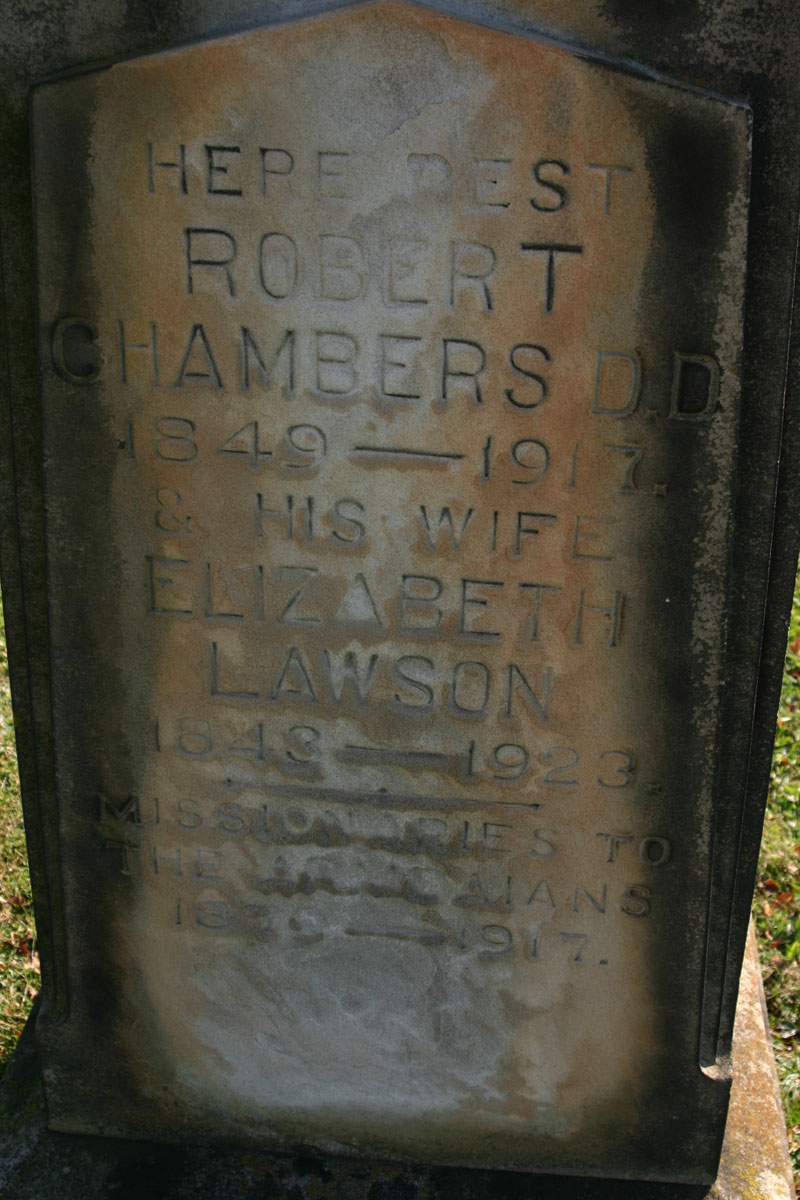 HERE REST
ROBERT
CHAMBERS D.D.
1849 — 1917.
& HIS WIFE
ELIZABETH
LAWSON
1843 — 1923.
MISSIONARIES TO
THE
— 1917.